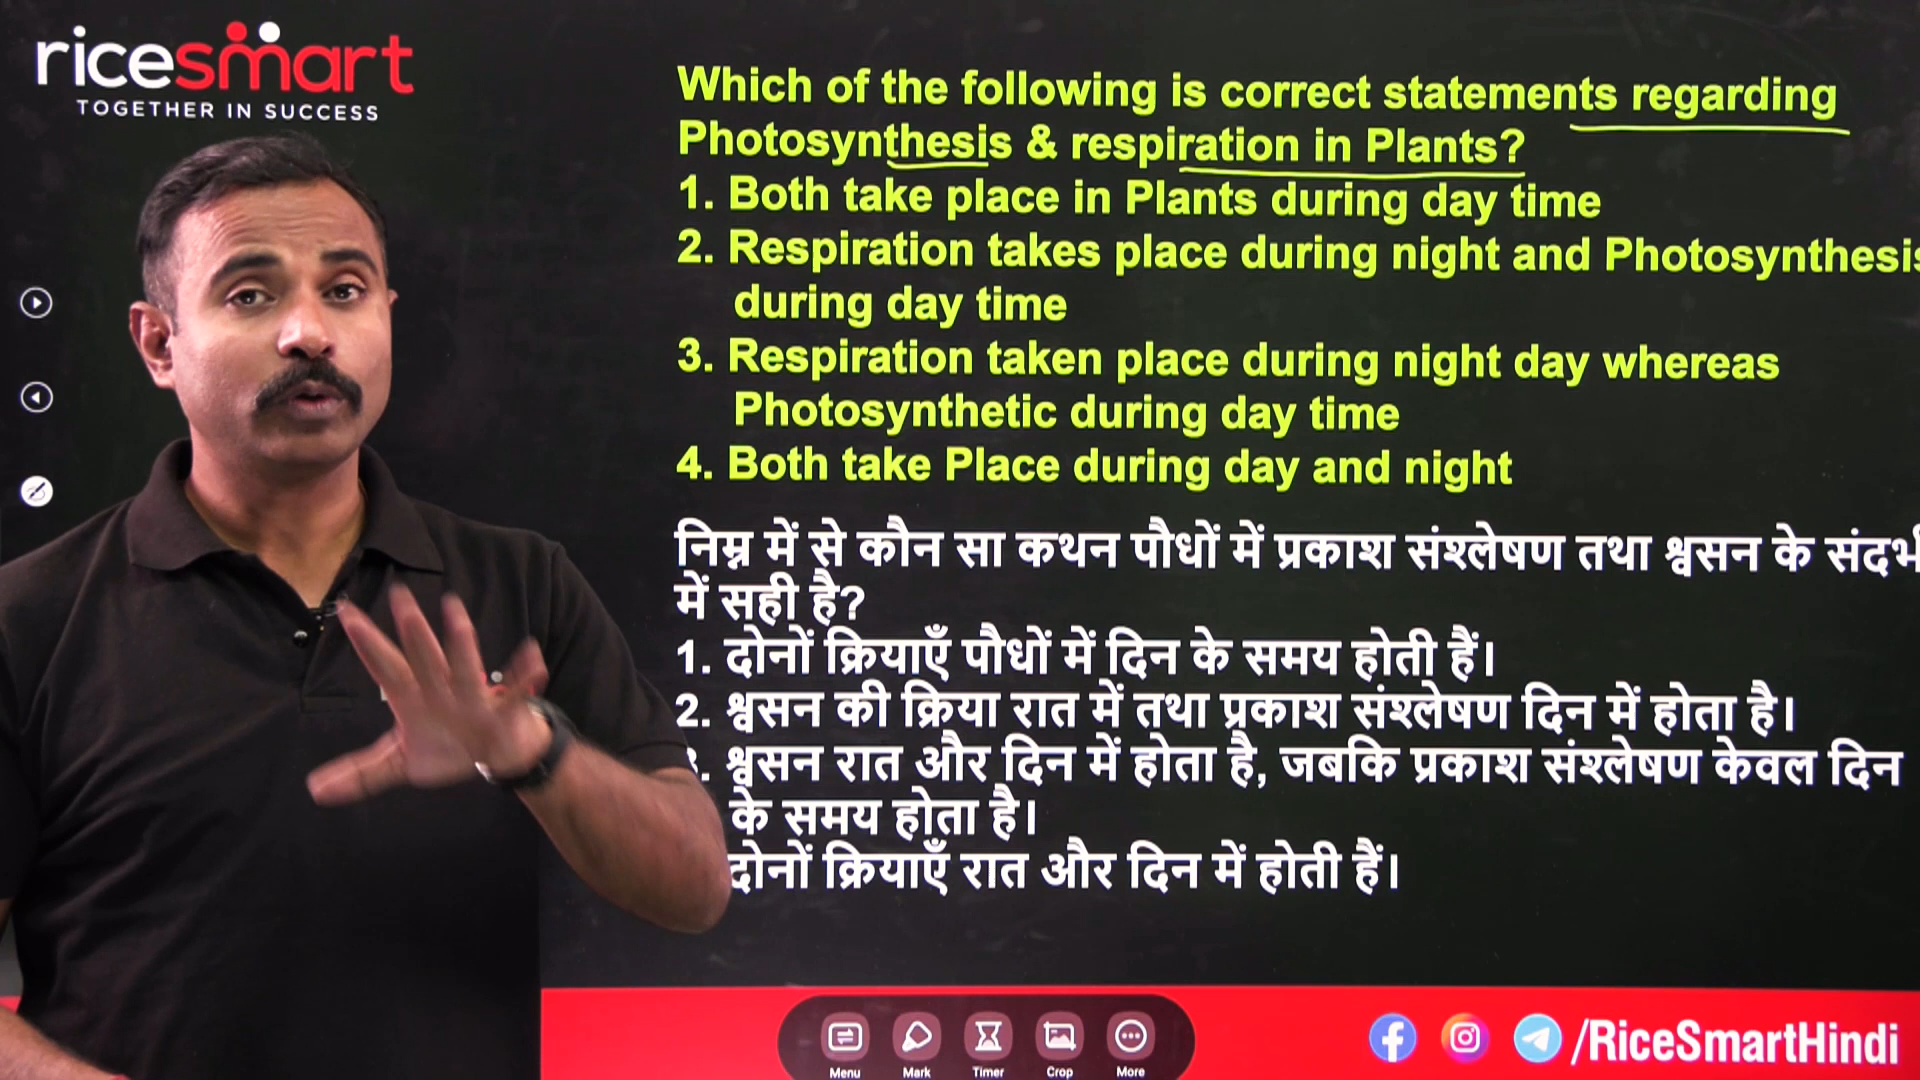 ricesmart
TOGETHER IN SUCCESS
Which of the following is correct statements regarding
Photosynthesis & respiration in Plants?
1. Both take place in Plants during day time
2. Respiration takes place during night and Photosynthesis
during day time
3. Respiration taken place during night day whereas
Photosynthetic during day time
4. Both take Place during day and night
निम्न में से कौन सा कथन पौधों में प्रकाश संश्लेषण तथा श्वसन के संदर्भ
में सही है?
1. दोनों क्रियाएँ पौधों में दिन के समय होती हैं।
2. श्वसन की क्रिया रात में तथा प्रकाश संश्लेषण दिन में होता है।
3. श्वसन रात और दिन में होता है, जबकि प्रकाश संश्लेषण केवल दिन
के समय होता है।
दोनों क्रियाएँ रात और दिन में होती हैं।
Menu Mark Timer Crop More
/RiceSmartHindi